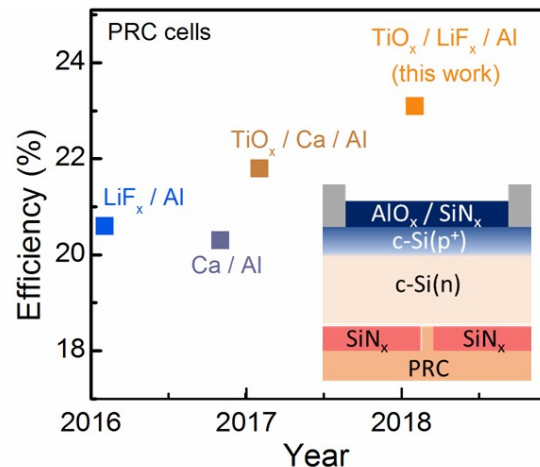 PRC cells
TiOₓ / LiFₓ / Al
(this work)
TiOₓ / Ca / Al
LiFₓ / Al
Ca / Al
AlOₓ / SiNₓ
c-Si(p⁺)
c-Si(n)
SiNₓ SiNₓ
PRC
24
22
20
18
Efficiency (%)
2016 2017 2018
Year